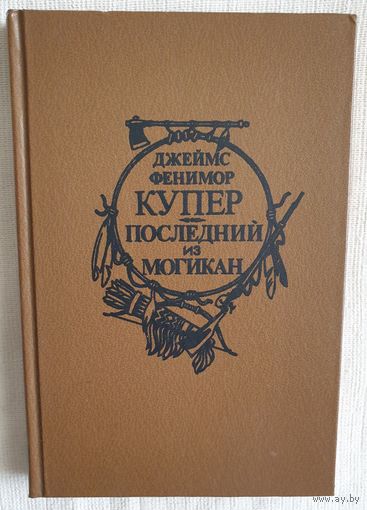 ДЖЕЙМС
ФЕНИМОР
КУПЕР
ПОСЛЕДНИЙ
ИЗ
МОГИКАН
© www.ay.by